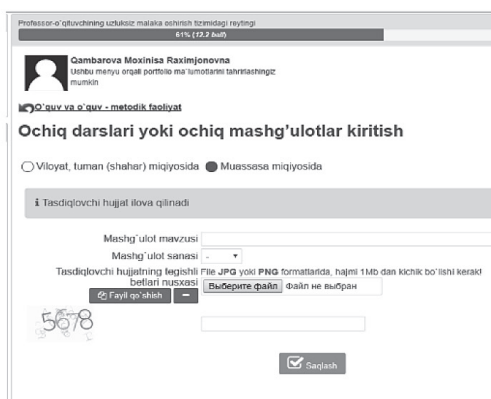 Professor-o`qituvchining uzluksiz malaka oshirish tizimidagi reytingi
61% (12.2 ball)
Qambarova Moxinisa Raximjonovna
Ushbu menyu orqali portfolio ma`lumotlarini tahrirlashingiz
mumkin
O`quv va o`quv - metodik faoliyat
Ochiq darslari yoki ochiq mashg'ulotlar kiritish
Viloyat, tuman (shahar) miqiyosida Muassasa miqiyosida
i Tasdiqlovchi hujjat ilova qilinadi
Mashg`ulot mavzusi
Mashg`ulot sanasi -
Tasdiqlovchi hujjatning tegishli File JPG yoki PNG formatlarida, hajmi 1Mb dan kichik bo`lishi kerak!
betlari nusxasi Выберите файл Файл не выбран
Fayil qo`shish −
5678
Saqlash